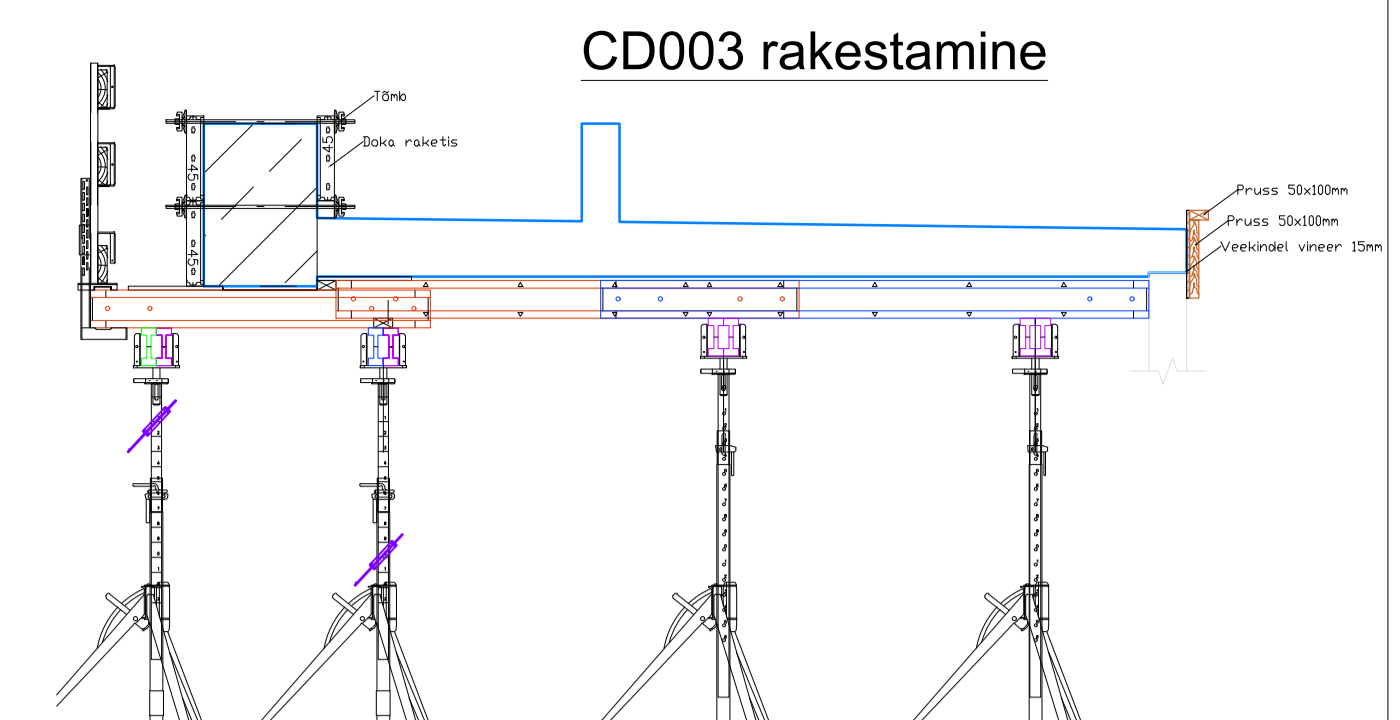 CD003 rakestamine
Tõmb
Doka raketis
45
45
45
Pruss 50x100mm
Pruss 50x100mm
Veekindel vineer 15mm